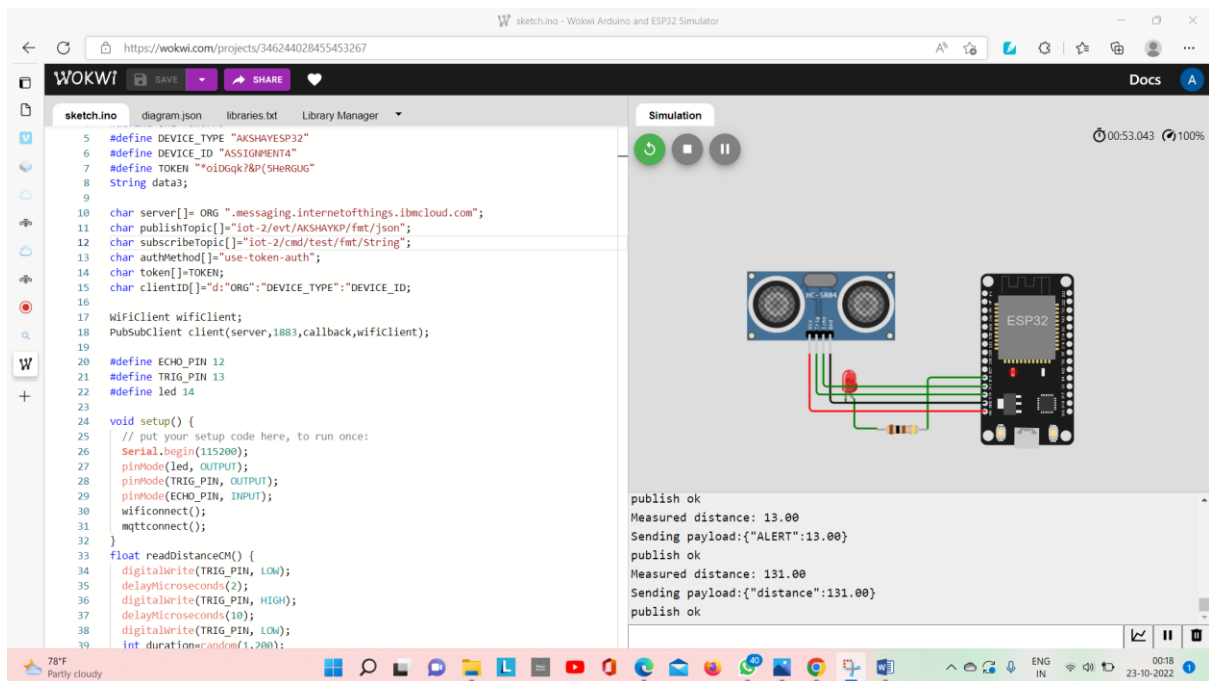 sketch.ino - Wokwi Arduino and ESP32 Simulator
https://wokwi.com/projects/346244028455453267
WOKWi SAVE SHARE Docs A
sketch.ino diagram.json libraries.txt Library Manager
Simulation
00:53.043 100%
5 #define DEVICE_TYPE "AKSHAYESP32"
6 #define DEVICE_ID "ASSIGNMENT4"
7 #define TOKEN "*oiDGqk?&P(5HeRGUG"
8 String data3;
9
10 char server[]= ORG ".messaging.internetofthings.ibmcloud.com";
11 char publishTopic[]="iot-2/evt/AKSHAYKP/fmt/json";
12 char subscribeTopic[]="iot-2/cmd/test/fmt/String";
13 char authMethod[]="use-token-auth";
14 char token[]=TOKEN;
15 char clientID[]="d:"ORG":"DEVICE_TYPE":"DEVICE_ID;
16
17 WiFiClient wifiClient;
18 PubSubClient client(server,1883,callback,wifiClient);
19
20 #define ECHO_PIN 12
21 #define TRIG_PIN 13
22 #define led 14
23
24 void setup() {
25 // put your setup code here, to run once:
26 Serial.begin(115200);
27 pinMode(led, OUTPUT);
28 pinMode(TRIG_PIN, OUTPUT);
29 pinMode(ECHO_PIN, INPUT);
30 wificonnect();
31 mqttconnect();
32 }
33 float readDistanceCM() {
34 digitalWrite(TRIG_PIN, LOW);
35 delayMicroseconds(2);
36 digitalWrite(TRIG_PIN, HIGH);
37 delayMicroseconds(10);
38 digitalWrite(TRIG_PIN, LOW);
39 int duration=random(1,200);
HC-SR04
ESP32
publish ok
Measured distance: 13.00
Sending payload:{"ALERT":13.00}
publish ok
Measured distance: 131.00
Sending payload:{"distance":131.00}
publish ok
78°F
Partly cloudy
40
ENG
IN
00:18
23-10-2022
1